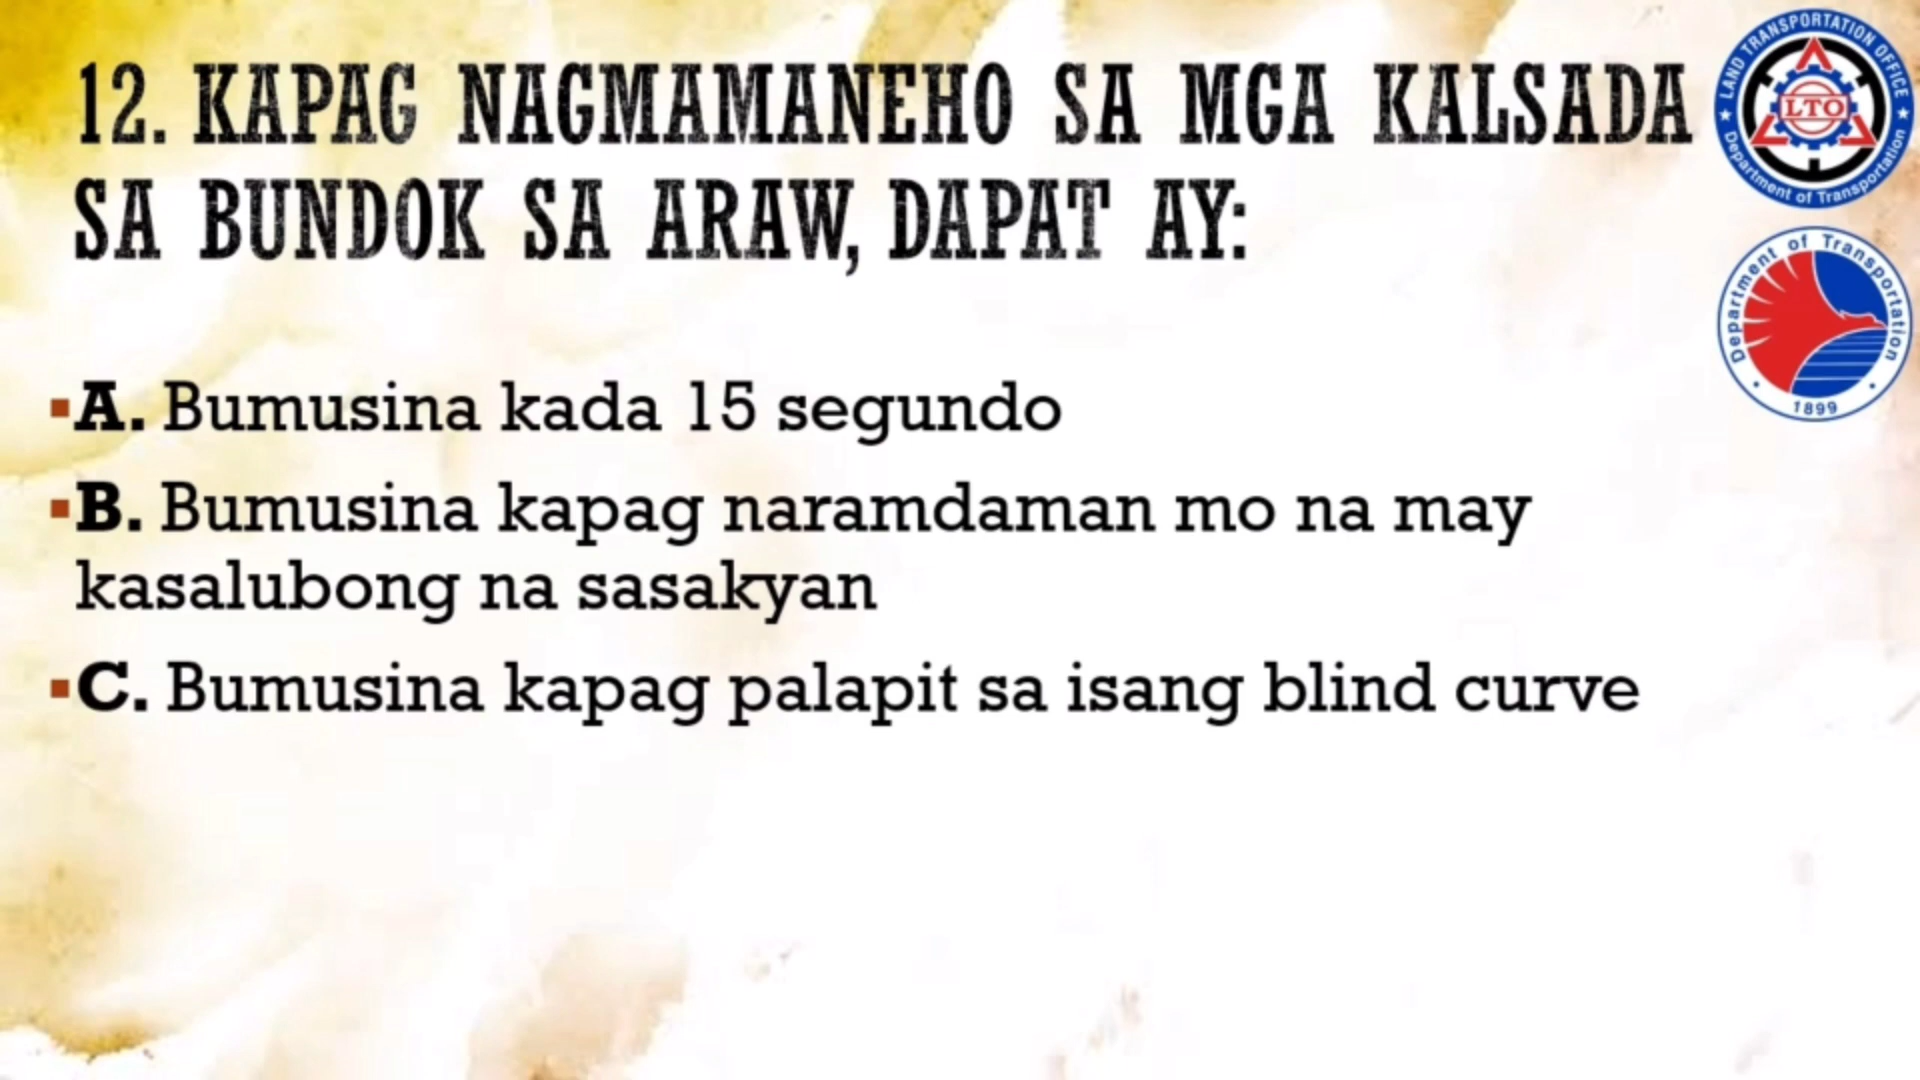 12. KAPAG NAGMAMANEHO SA MGA KALSADA
SA BUNDOK SA ARAW, DAPAT AY:
▪A. Bumusina kada 15 segundo
▪B. Bumusina kapag naramdaman mo na may
kasalubong na sasakyan
▪C. Bumusina kapag palapit sa isang blind curve
LAND TRANSPORTATION OFFICE
LTO
Department of Transportation
Department of Transportation
1899